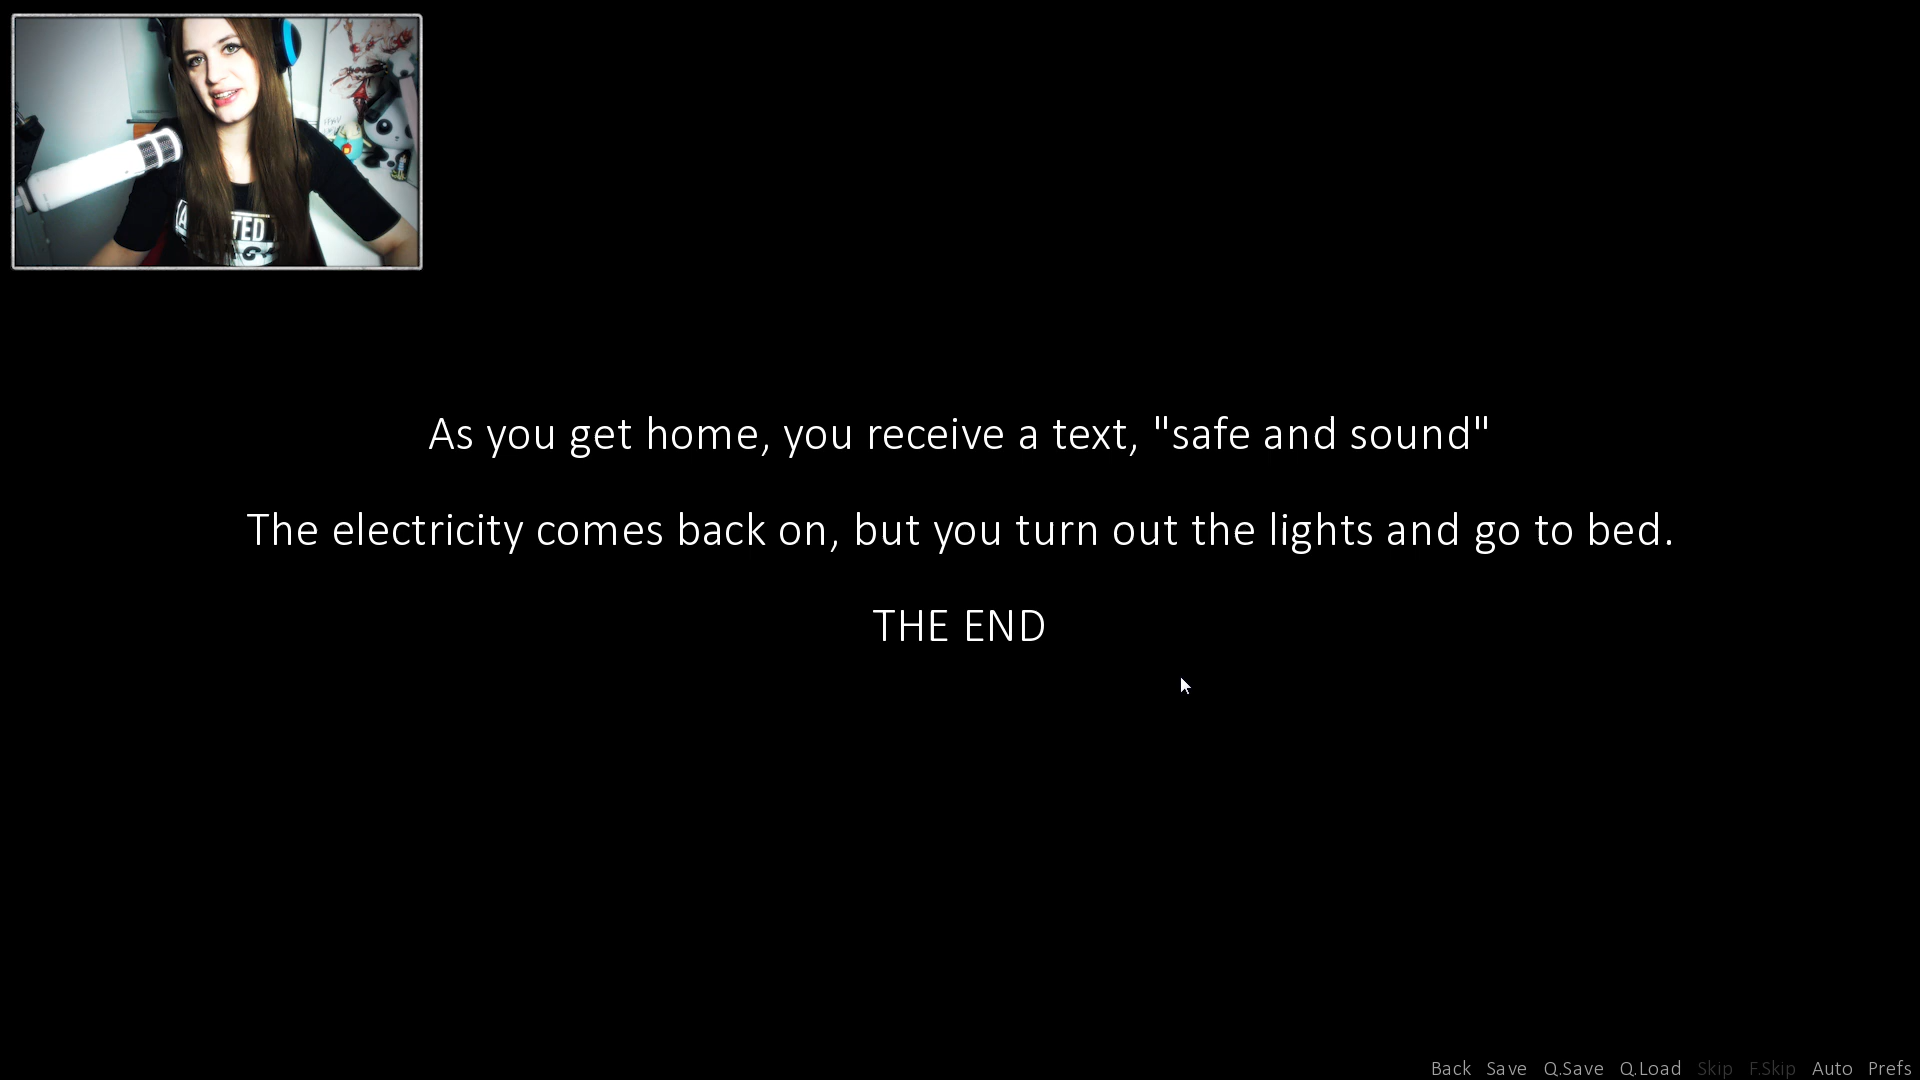 As you get home, you receive a text, "safe and sound"
The electricity comes back on, but you turn out the lights and go to bed.
THE END
Back Save Q.Save Q.Load Skip F.Skip Auto Prefs